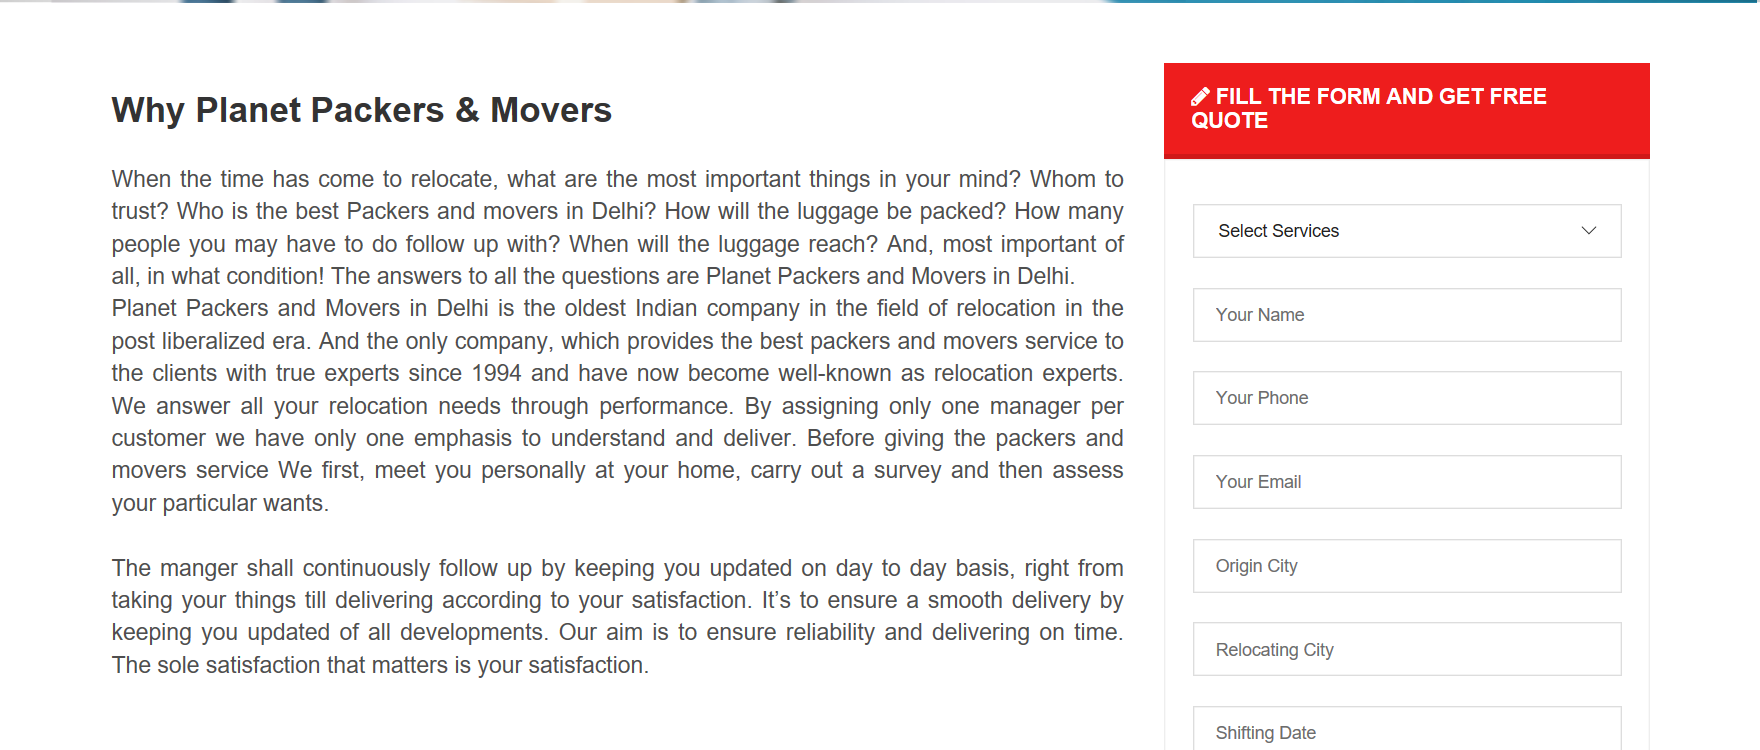 Why Planet Packers & Movers
When the time has come to relocate, what are the most important things in your mind? Whom to
trust? Who is the best Packers and movers in Delhi? How will the luggage be packed? How many
people you may have to do follow up with? When will the luggage reach? And, most important of
all, in what condition! The answers to all the questions are Planet Packers and Movers in Delhi.
Planet Packers and Movers in Delhi is the oldest Indian company in the field of relocation in the
post liberalized era. And the only company, which provides the best packers and movers service to
the clients with true experts since 1994 and have now become well-known as relocation experts.
We answer all your relocation needs through performance. By assigning only one manager per
customer we have only one emphasis to understand and deliver. Before giving the packers and
movers service We first, meet you personally at your home, carry out a survey and then assess
your particular wants.
The manger shall continuously follow up by keeping you updated on day to day basis, right from
taking your things till delivering according to your satisfaction. It’s to ensure a smooth delivery by
keeping you updated of all developments. Our aim is to ensure reliability and delivering on time.
The sole satisfaction that matters is your satisfaction.
FILL THE FORM AND GET FREE
QUOTE
Select Services
Your Name
Your Phone
Your Email
Origin City
Relocating City
Shifting Date